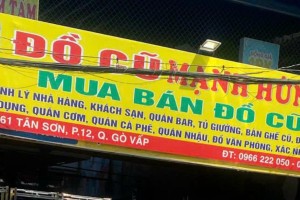 TÂM
ĐỒ CŨ MẠNH HÙN
MUA BÁN ĐỒ CŨ
NH LÝ NHÀ HÀNG, KHÁCH SẠN, QUÁN BAR, TỦ GIƯỜNG, BÀN GHẾ CŨ, Đ
DỤNG, QUÁN CƠM, QUÁN CÀ PHÊ, QUÁN NHẬU, ĐỒ VĂN PHÒNG, XÁC N
61 TÂN SƠN, P.12, Q. GÒ VẤP
ĐT: 0966 222 050 -